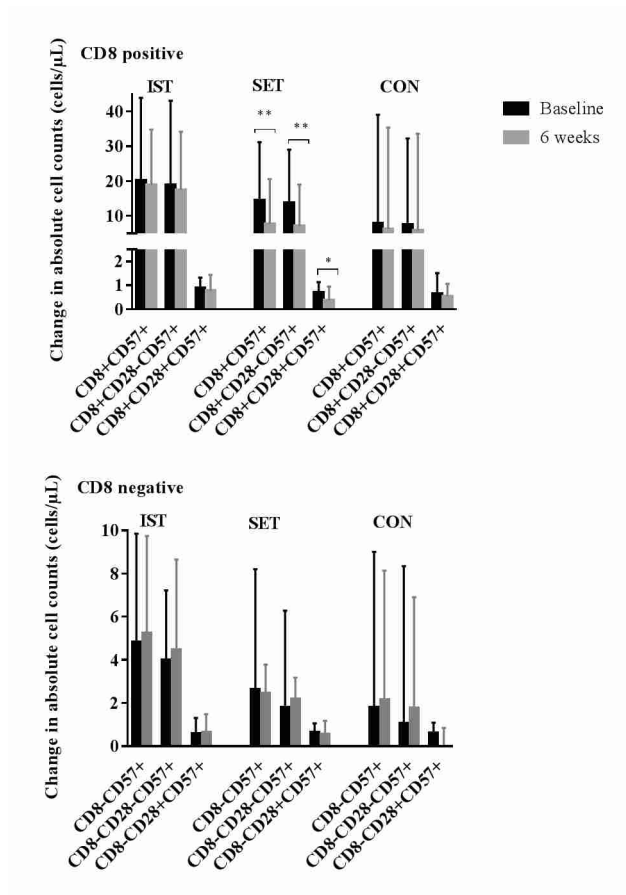 CD8 positive
IST
SET
CON
Baseline
6 weeks
Change in absolute cell counts (cells/µL)
40
30
20
10
2
1
0
**
**
*
CD8+CD57+
CD8+CD28-CD57+
CD8+CD28+CD57+
CD8+CD57+
CD8+CD28-CD57+
CD8+CD28+CD57+
CD8+CD57+
CD8+CD28-CD57+
CD8+CD28+CD57+
CD8 negative
IST
SET
CON
Change in absolute cell counts (cells/µL)
10
8
6
4
2
0
CD8-CD57+
CD8-CD28-CD57+
CD8-CD28+CD57+
CD8-CD57+
CD8-CD28-CD57+
CD8-CD28+CD57+
CD8-CD57+
CD8-CD28-CD57+
CD8-CD28+CD57+